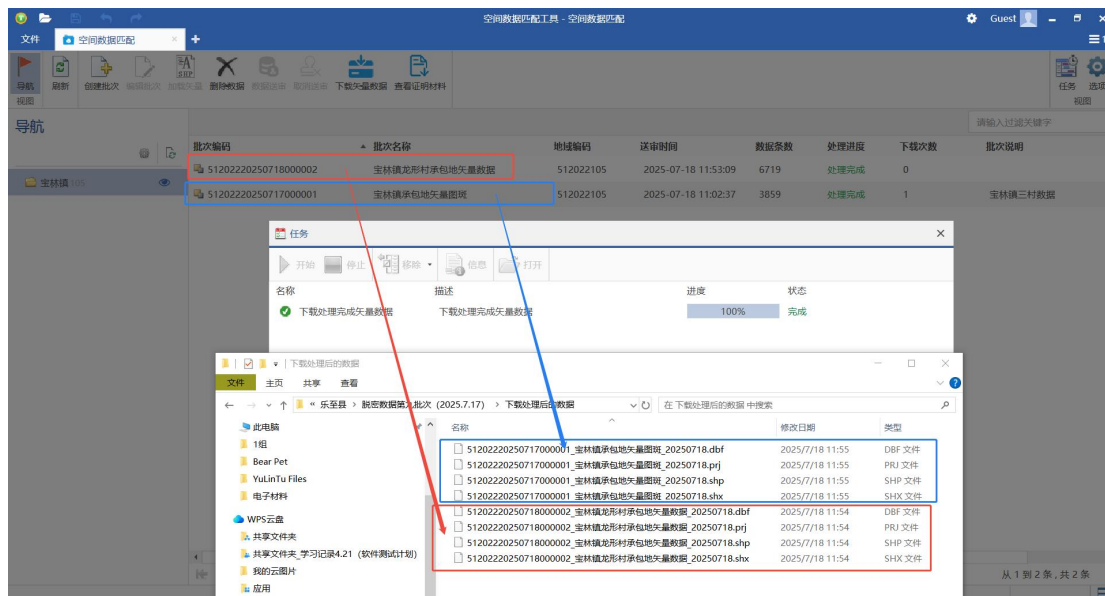 空间数据匹配工具 - 空间数据匹配
Guest
文件 空间数据匹配 × +
导航 刷新 创建批次 编辑批次 加载矢量 删除数据 数据送审 取消送审 下载矢量数据 查看证明材料 任务 选项
视图 视图
导航 请输入过滤关键字
批次编码 批次名称 地域编码 送审时间 数据条数 处理进度 下载次数 批次说明
5120222025071800002 宝林镇龙形村承包地矢量数据 512022105 2025-07-18 11:53:09 6719 处理完成 0
宝林镇 105
5120222025071700001 宝林镇承包地矢量图斑 512022105 2025-07-18 11:02:37 3859 处理完成 1 宝林镇三村数据
任务
开始 停止 移除 信息 打开
名称 描述 进度 状态
下载处理完成矢量数据 下载处理完成矢量数据 100% 完成
下载处理后的数据
文件 主页 共享 查看
« 乐至县 › 脱密数据第九批次 (2025.7.17) › 下载处理后的数据 在 下载处理后的数据 中搜索
此电脑 名称 修改日期 类型
1组 51202220250717000001_宝林镇承包地矢量图斑_20250718.dbf 2025/7/18 11:55 DBF 文件
Bear Pet 51202220250717000001_宝林镇承包地矢量图斑_20250718.prj 2025/7/18 11:55 PRJ 文件
YuLinTu Files 51202220250717000001_宝林镇承包地矢量图斑_20250718.shp 2025/7/18 11:55 SHP 文件
电子材料 51202220250717000001_宝林镇承包地矢量图斑_20250718.shx 2025/7/18 11:55 SHX 文件
WPS云盘 51202220250718000002_宝林镇龙形村承包地矢量数据_20250718.dbf 2025/7/18 11:54 DBF 文件
共享文件夹 51202220250718000002_宝林镇龙形村承包地矢量数据_20250718.prj 2025/7/18 11:54 PRJ 文件
共享文件夹_学习记录4.21 (软件测试计划) 51202220250718000002_宝林镇龙形村承包地矢量数据_20250718.shp 2025/7/18 11:54 SHP 文件
我的云图片 51202220250718000002_宝林镇龙形村承包地矢量数据_20250718.shx 2025/7/18 11:54 SHX 文件
应用
从 1 到 2 条 , 共 2 条